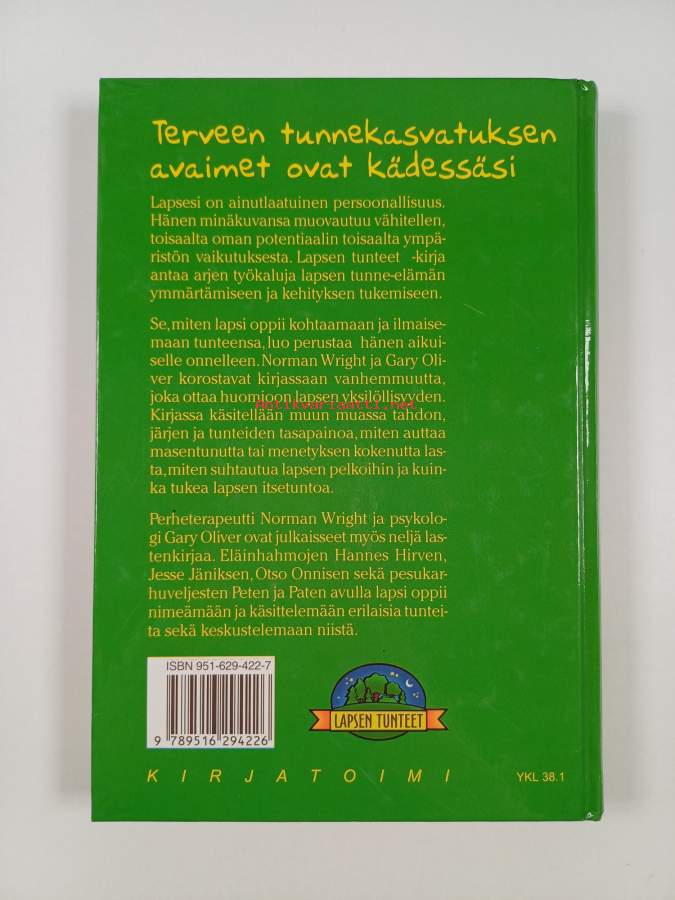 Terveen tunnekasvatuksen
avaimet ovat kädessäsi
Lapsesi on ainutlaatuinen persoonallisuus.
Hänen minäkuvansa muovautuu vähitellen,
toisaalta oman potentiaalin toisaalta ympä-
ristön vaikutuksesta. Lapsen tunteet -kirja
antaa arjen työkaluja lapsen tunne-elämän
ymmärtämiseen ja kehityksen tukemiseen.
Se, miten lapsi oppii kohtaamaan ja ilmaise-
maan tunteensa, luo perustaa hänen aikui-
selle onnelleen. Norman Wright ja Gary Oli-
ver korostavat kirjassaan vanhemmuutta,
joka ottaa huomioon lapsen yksilöllisyyden.
Antikvariaatti.net
Kirjassa käsitellään muun muassa tahdon,
järjen ja tunteiden tasapainoa, miten auttaa
masentunutta tai menetyksen kokenutta las-
ta, miten suhtautua lapsen pelkoihin ja kuin-
ka tukea lapsen itsetuntoa.
Perheterapeutti Norman Wright ja psykolo-
gi Gary Oliver ovat julkaisseet myös neljä las-
tenkirjaa. Eläinhahmojen Hannes Hirven,
Jesse Jäniksen, Otso Onnisen sekä pesukar-
huveljesten Peten ja Paten avulla lapsi oppii
nimeämään ja käsittelemään erilaisia tuntei-
ta sekä keskustelemaan niistä.
ISBN 951-629-422-7
9 789516 294226
LAPSEN TUNTEET
KIRJATOIMI
YKL 38.1